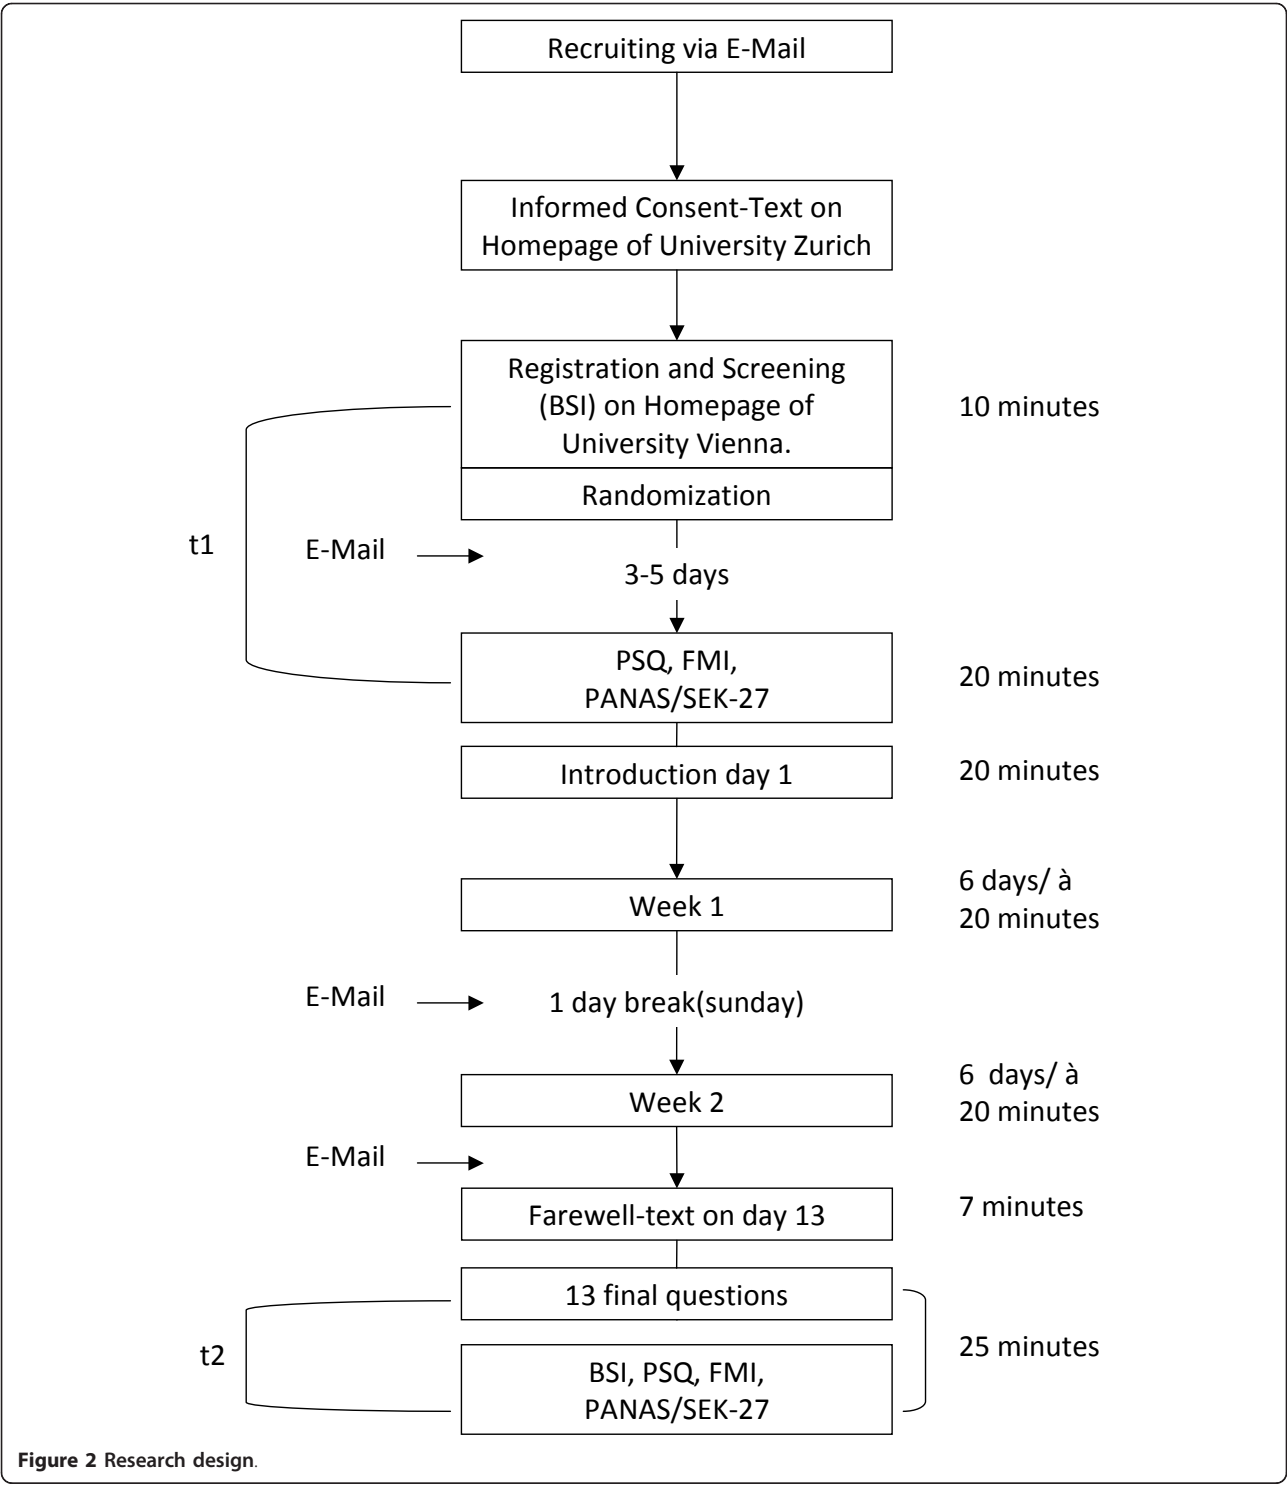 Recruiting via E-Mail
Informed Consent-Text on
Homepage of University Zurich
Registration and Screening
(BSI) on Homepage of
University Vienna.
10 minutes
Randomization
t1
E-Mail
3-5 days
PSQ, FMI,
PANAS/SEK-27
20 minutes
Introduction day 1
20 minutes
Week 1
6 days/ à
20 minutes
E-Mail
1 day break(sunday)
Week 2
6 days/ à
20 minutes
E-Mail
Farewell-text on day 13
7 minutes
13 final questions
t2
25 minutes
BSI, PSQ, FMI,
PANAS/SEK-27
Figure 2 Research design.